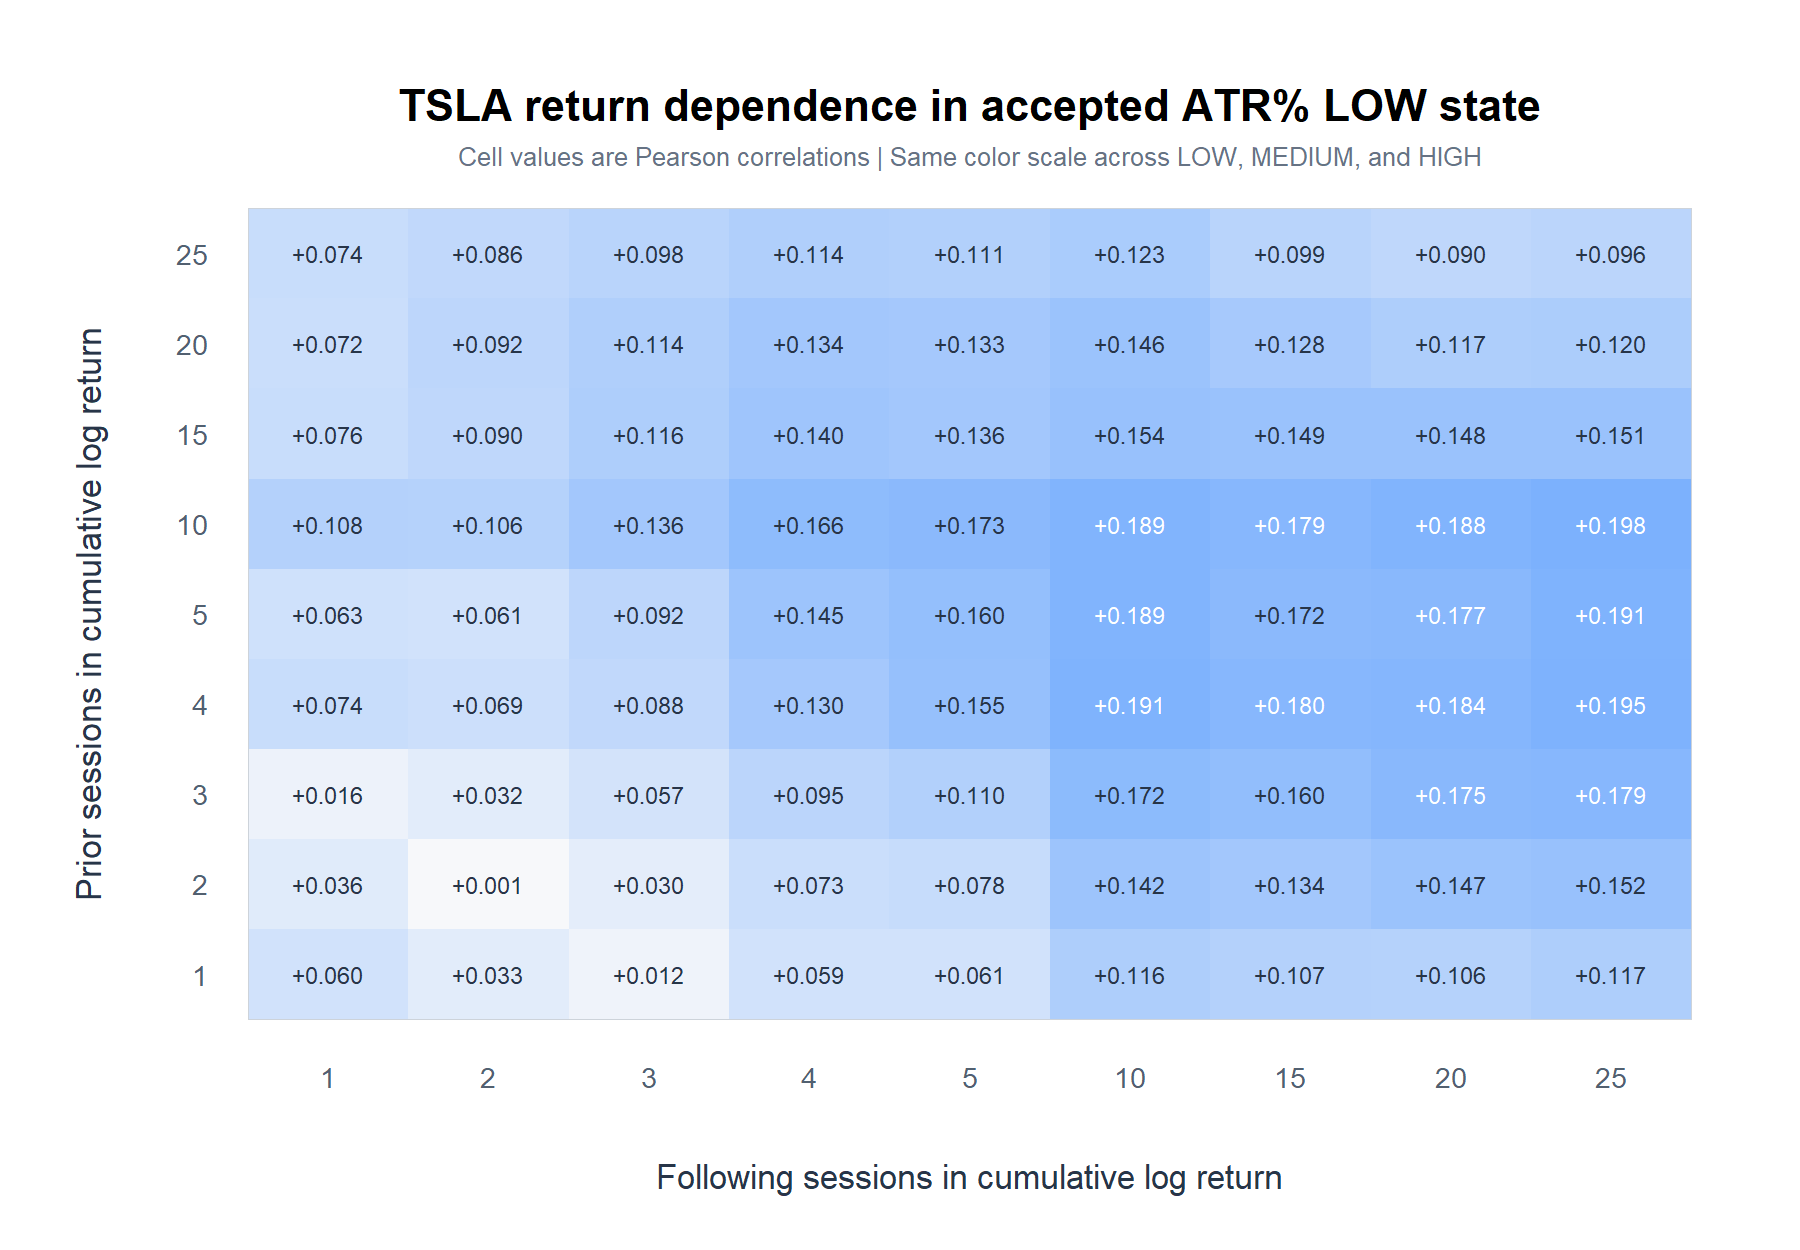 TSLA return dependence in accepted ATR% LOW state
Cell values are Pearson correlations | Same color scale across LOW, MEDIUM, and HIGH
Prior sessions in cumulative log return
25 +0.074 +0.086 +0.098 +0.114 +0.111 +0.123 +0.099 +0.090 +0.096
20 +0.072 +0.092 +0.114 +0.134 +0.133 +0.146 +0.128 +0.117 +0.120
15 +0.076 +0.090 +0.116 +0.140 +0.136 +0.154 +0.149 +0.148 +0.151
10 +0.108 +0.106 +0.136 +0.166 +0.173 +0.189 +0.179 +0.188 +0.198
5 +0.063 +0.061 +0.092 +0.145 +0.160 +0.189 +0.172 +0.177 +0.191
4 +0.074 +0.069 +0.088 +0.130 +0.155 +0.191 +0.180 +0.184 +0.195
3 +0.016 +0.032 +0.057 +0.095 +0.110 +0.172 +0.160 +0.175 +0.179
2 +0.036 +0.001 +0.030 +0.073 +0.078 +0.142 +0.134 +0.147 +0.152
1 +0.060 +0.033 +0.012 +0.059 +0.061 +0.116 +0.107 +0.106 +0.117
1 2 3 4 5 10 15 20 25
Following sessions in cumulative log return